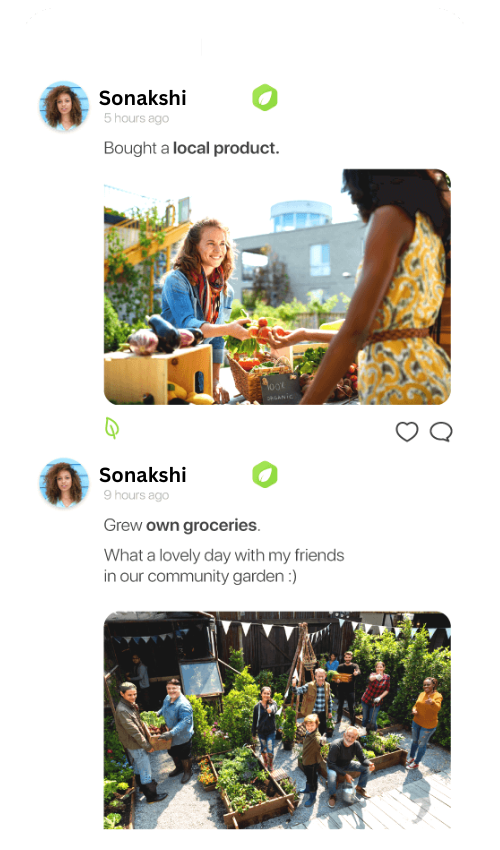 Sonakshi
5 hours ago
Bought a local product.
100%
ORGANIC
Sonakshi
9 hours ago
Grew own groceries.
What a lovely day with my friends
in our community garden :)